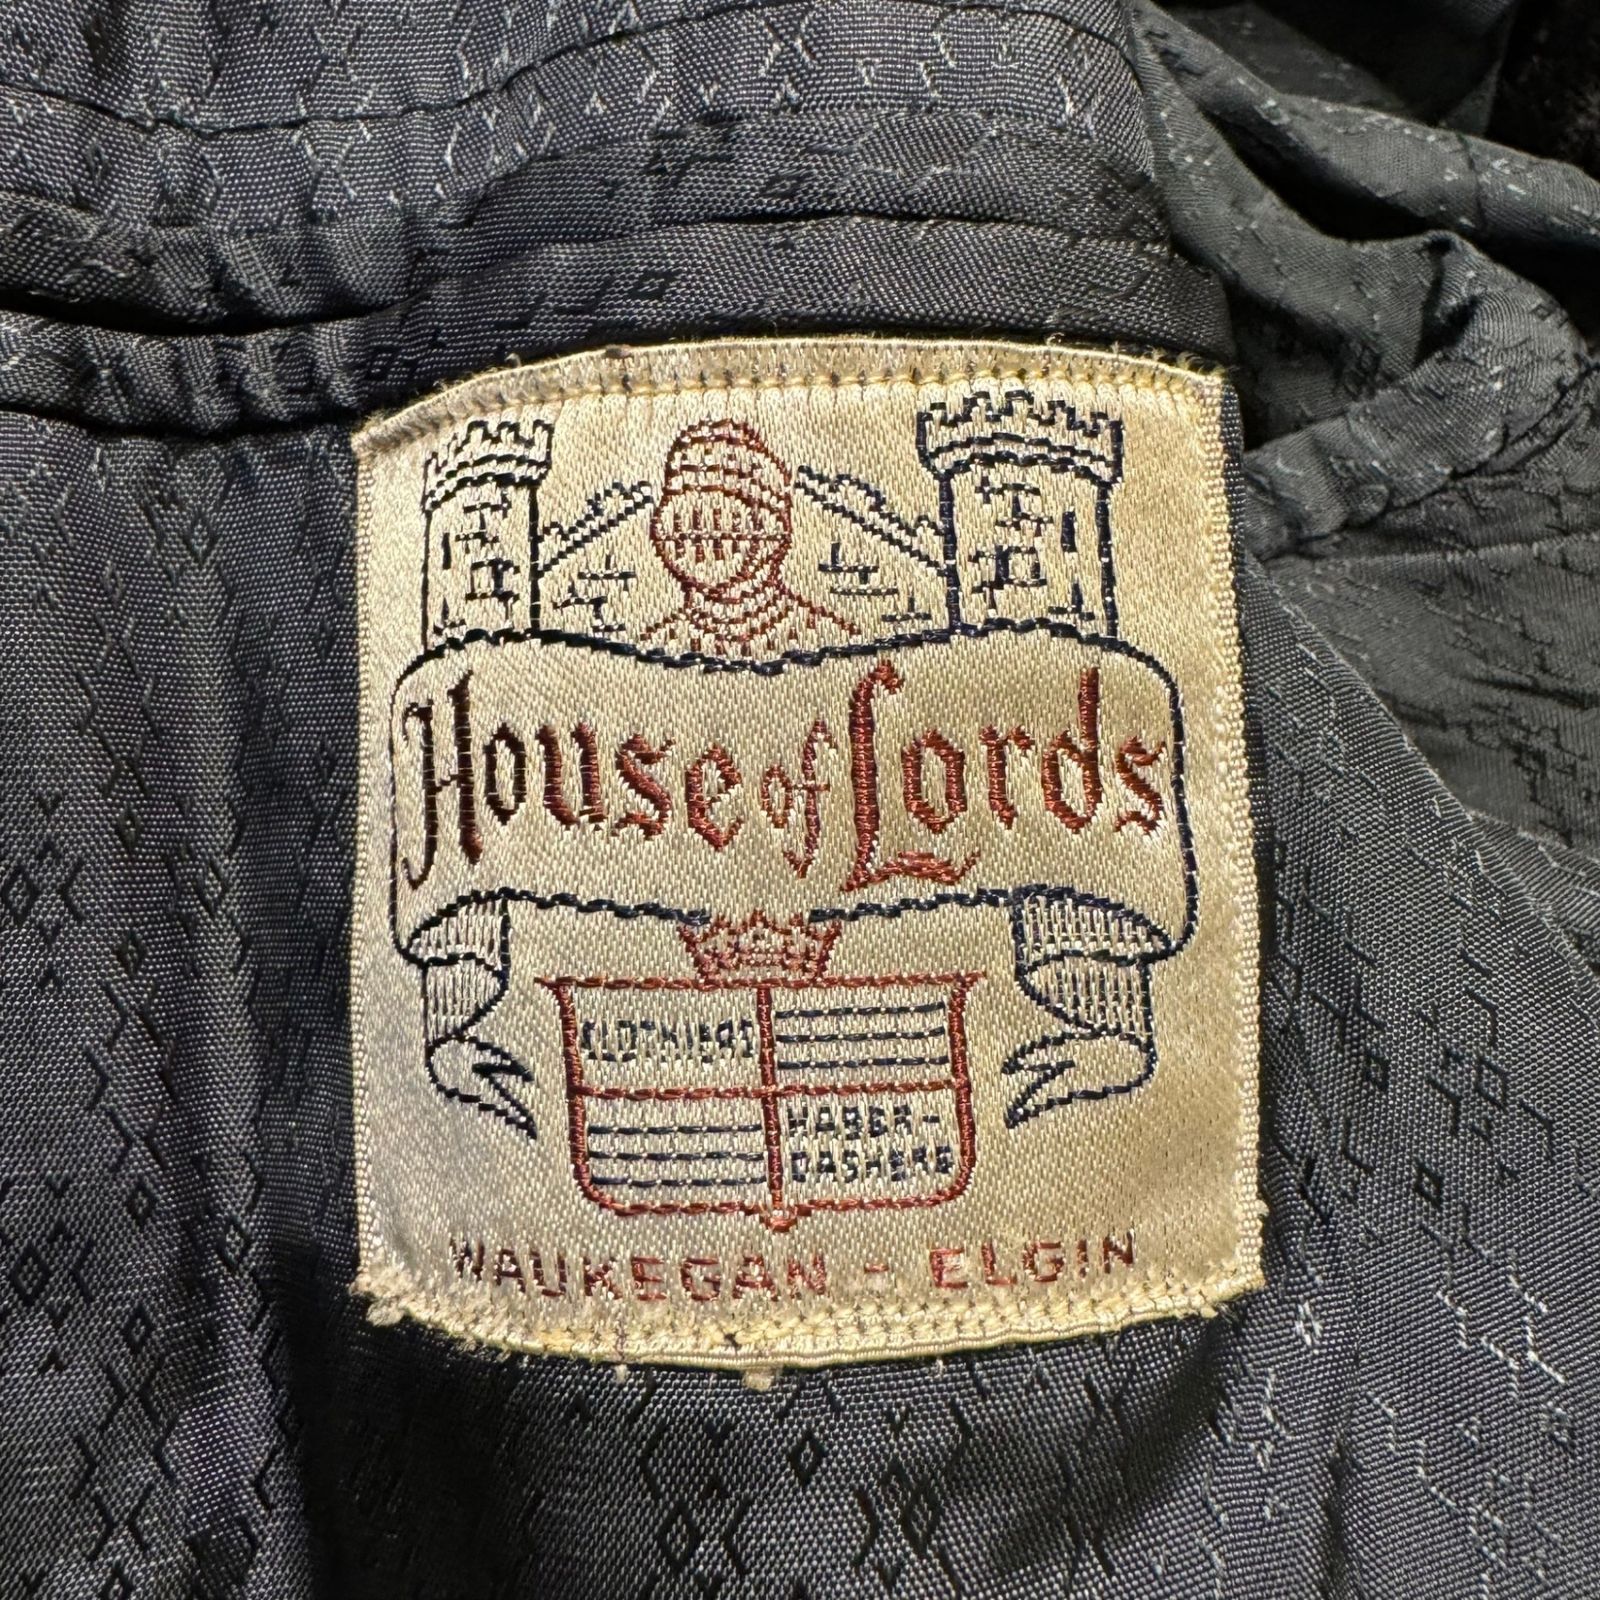 House of Lords
CLOTHIERS
HABER-
DASHERS
WAUKEGAN - ELGIN